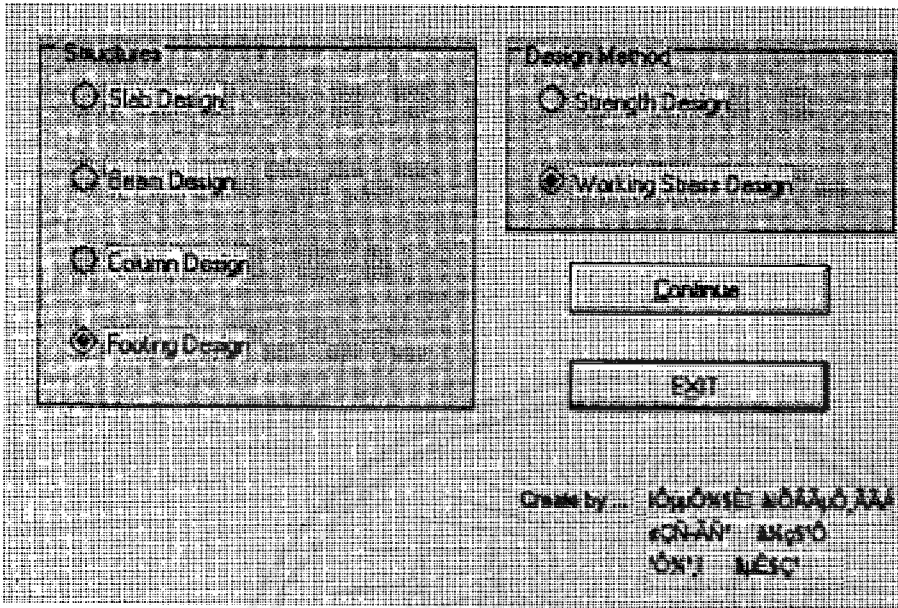 Structures
Slab Design
Beam Design
Column Design
Footing Design
Design Method
Strength Design
Working Stress Design
Continue
EXIT
Create by ...